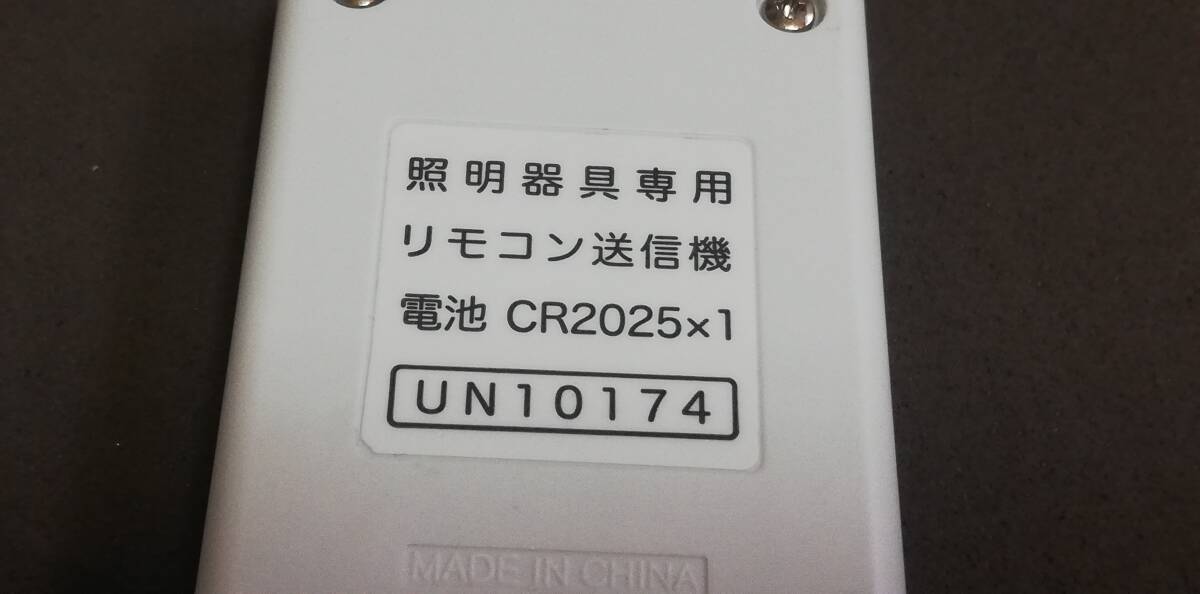 照明器具専用
リモコン送信機
電池 CR2025×1
UN10174
MADE IN CHINA